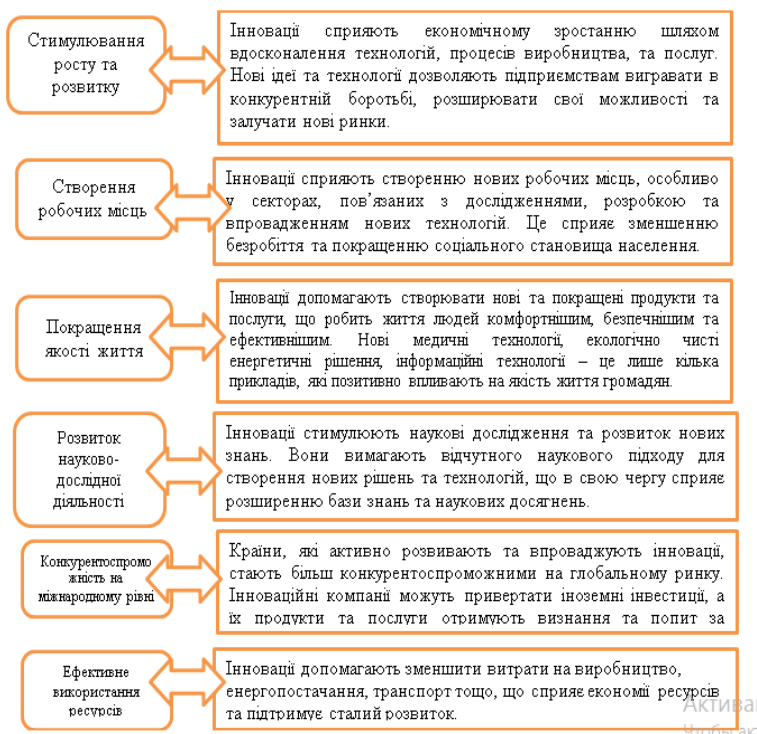 Стимулювання
росту та
розвитку
Інновації сприяють економічному зростанню шляхом
вдосконалення технологій, процесів виробництва, та послуг.
Нові ідеї та технології дозволяють підприємствам вигравати в
конкурентній боротьбі, розширювати свої можливості та
залучати нові ринки.
Створення
робочих місць
Інновації сприяють створенню нових робочих місць, особливо
у секторах, пов’язаних з дослідженнями, розробкою та
впровадженням нових технологій. Це сприяє зменшенню
безробіття та покращенню соціального становища населення.
Покращення
якості життя
Інновації допомагають створювати нові та покращені продукти та
послуги, що робить життя людей комфортнішим, безпечнішим та
ефективнішим. Нові медичні технології, екологічно чисті
енергетичні рішення, інформаційні технології – це лише кілька
прикладів, які позитивно впливають на якість життя громадян.
Розвиток
науково-
дослідної
діяльності
Інновації стимулюють наукові дослідження та розвиток нових
знань. Вони вимагають відчутного наукового підходу для
створення нових рішень та технологій, що в свою чергу сприяє
розширенню бази знань та наукових досягнень.
Конкурентоспромо
жність на
міжнародному рівні
Країни, які активно розвивають та впроваджують інновації,
стають більш конкурентоспроможними на глобальному ринку.
Інноваційні компанії можуть привертати іноземні інвестиції, а
їх продукти та послуги отримують визнання та попит за
Ефективне
використання
ресурсів
Інновації допомагають зменшити витрати на виробництво,
енергопостачання, транспорт тощо, що сприяє економії ресурсів
та підтримує сталий розвиток.